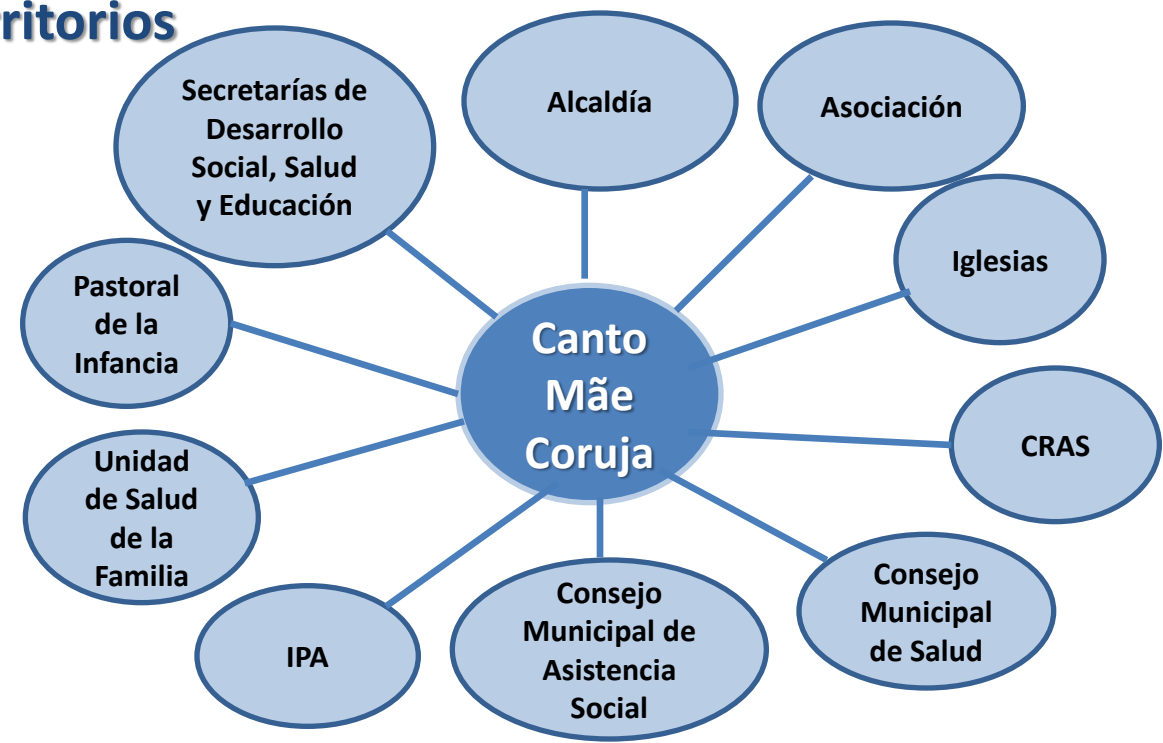 rritorios
Secretarías de
Desarrollo
Social, Salud
y Educación
Alcaldía
Asociación
Iglesias
Pastoral
de la
Infancia
Canto
Mãe
Coruja
CRAS
Unidad
de Salud
de la
Familia
IPA
Consejo
Municipal de
Asistencia
Social
Consejo
Municipal
de Salud